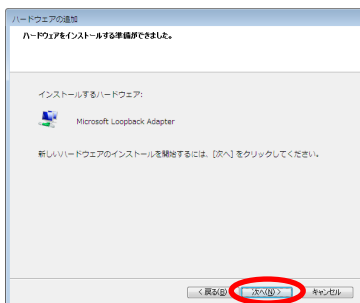 ハードウェアの追加
ハードウェアをインストールする準備ができました。
インストールするハードウェア:
Microsoft Loopback Adapter
新しいハードウェアのインストールを開始するには、[次へ] をクリックしてください。
< 戻る(B) 次へ(N) > キャンセル